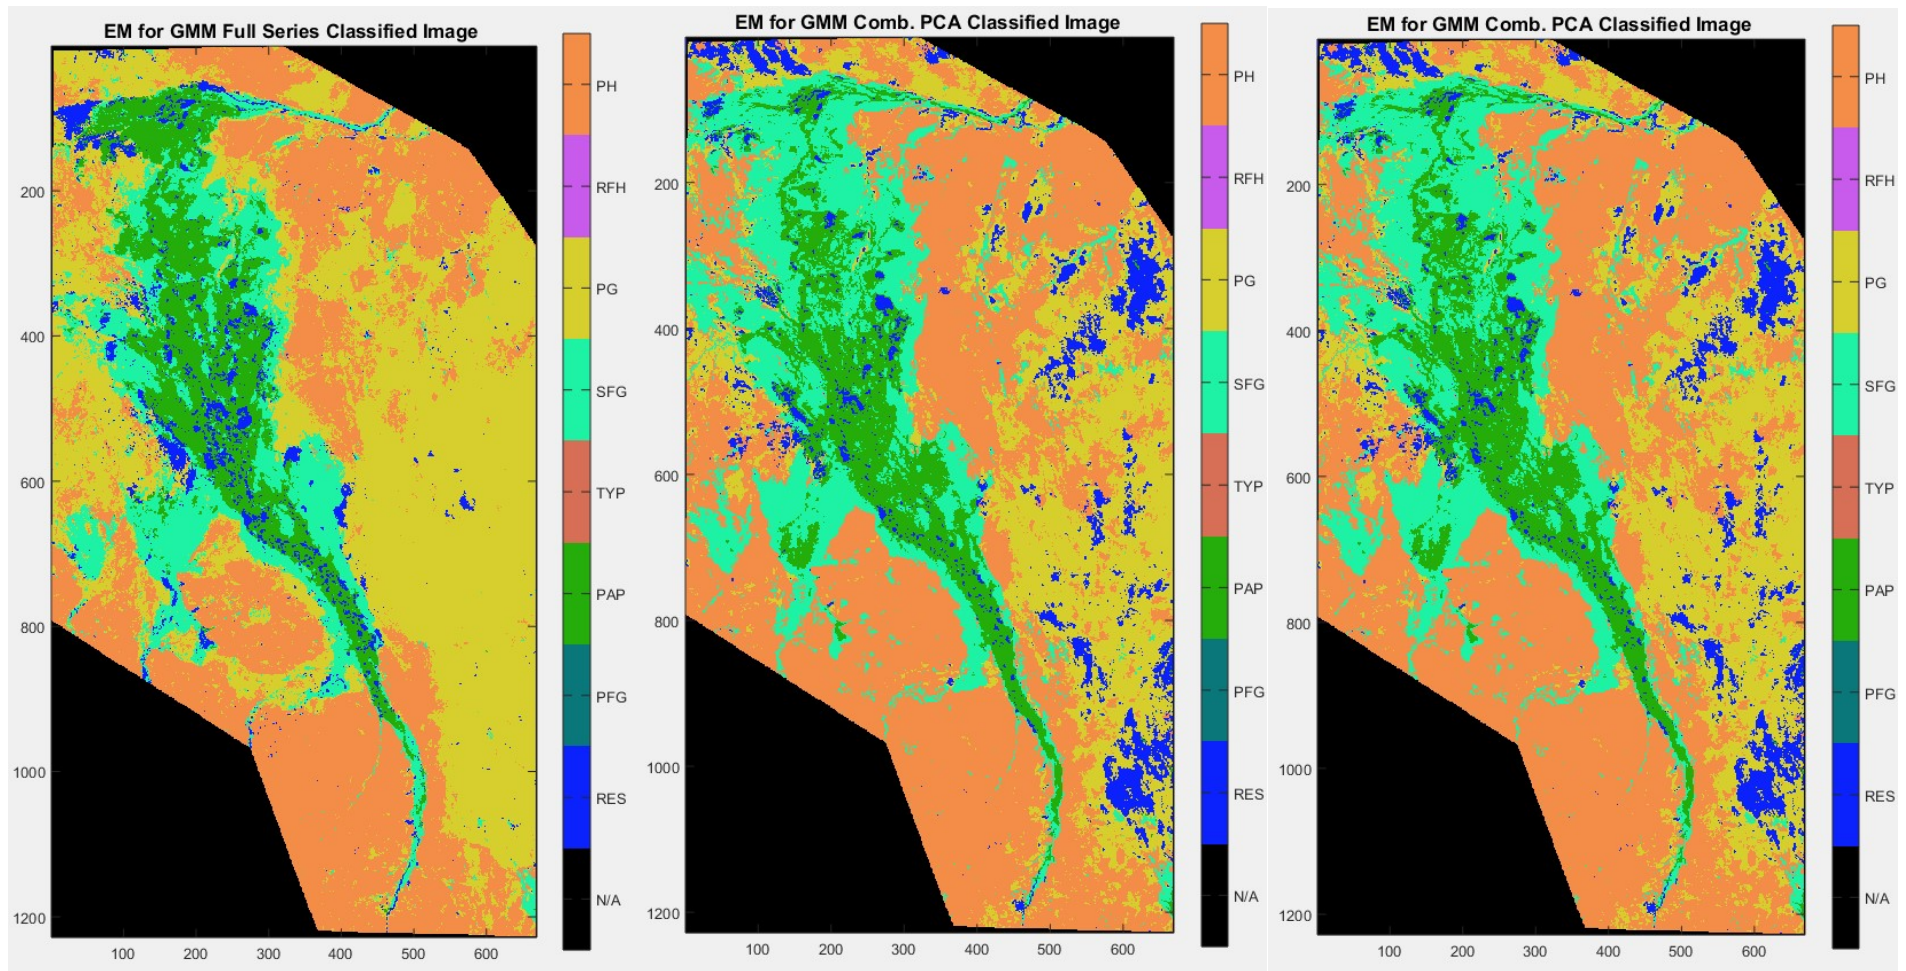 EM for GMM Full Series Classified Image
200
400
600
800
1000
1200
100 200 300 400 500 600
PH
RFH
PG
SFG
TYP
PAP
PFG
RES
N/A
EM for GMM Comb. PCA Classified Image
200
400
600
800
1000
1200
100 200 300 400 500 600
PH
RFH
PG
SFG
TYP
PAP
PFG
RES
N/A
EM for GMM Comb. PCA Classified Image
200
400
600
800
1000
1200
100 200 300 400 500 600
PH
RFH
PG
SFG
TYP
PAP
PFG
RES
N/A